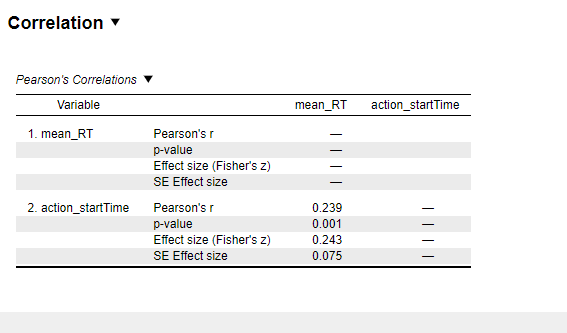 Correlation ▼
Pearson's Correlations ▼
Variable mean_RT action_startTime
1. mean_RT Pearson's r —
p-value —
Effect size (Fisher's z) —
SE Effect size —
2. action_startTime Pearson's r 0.239 —
p-value 0.001 —
Effect size (Fisher's z) 0.243 —
SE Effect size 0.075 —